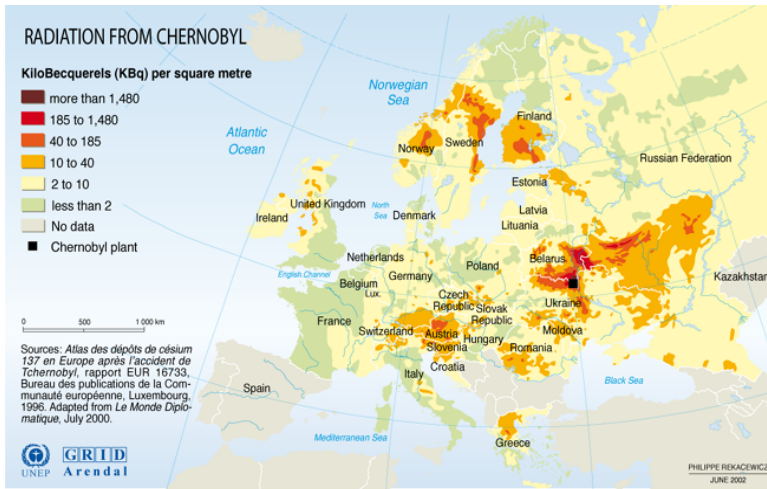 RADIATION FROM CHERNOBYL
KiloBecquerels (KBq) per square metre
more than 1,480
185 to 1,480
40 to 185
10 to 40
2 to 10
less than 2
No data
Chernobyl plant
0 500 1 000 km
Sources: Atlas des dépôts de césium
137 en Europe après l'accident de
Tchernobyl, rapport EUR 16733,
Bureau des publications de la Com-
munauté européenne, Luxembourg,
1996. Adapted from Le Monde Diplo-
matique, July 2000.
UNEP
GRID
Arendal
Norwegian
Sea
Atlantic
Ocean
Finland
Norway
Sweden
Russian Federation
Estonia
United Kingdom
Ireland
North
Sea
Denmark
Latvia
Lituania
Netherlands
Belarus
English Channel
Belgium
Germany
Poland
Kazakhstan
Lux.
Czech
Republic
Slovak
Republic
Ukraine
France
Switzerland
Austria
Hungary
Moldova
Slovenia
Romania
Croatia
Italy
Spain
Black Sea
Mediterranean Sea
Greece
PHILIPPE REKACEWICZ
JUNE 2002